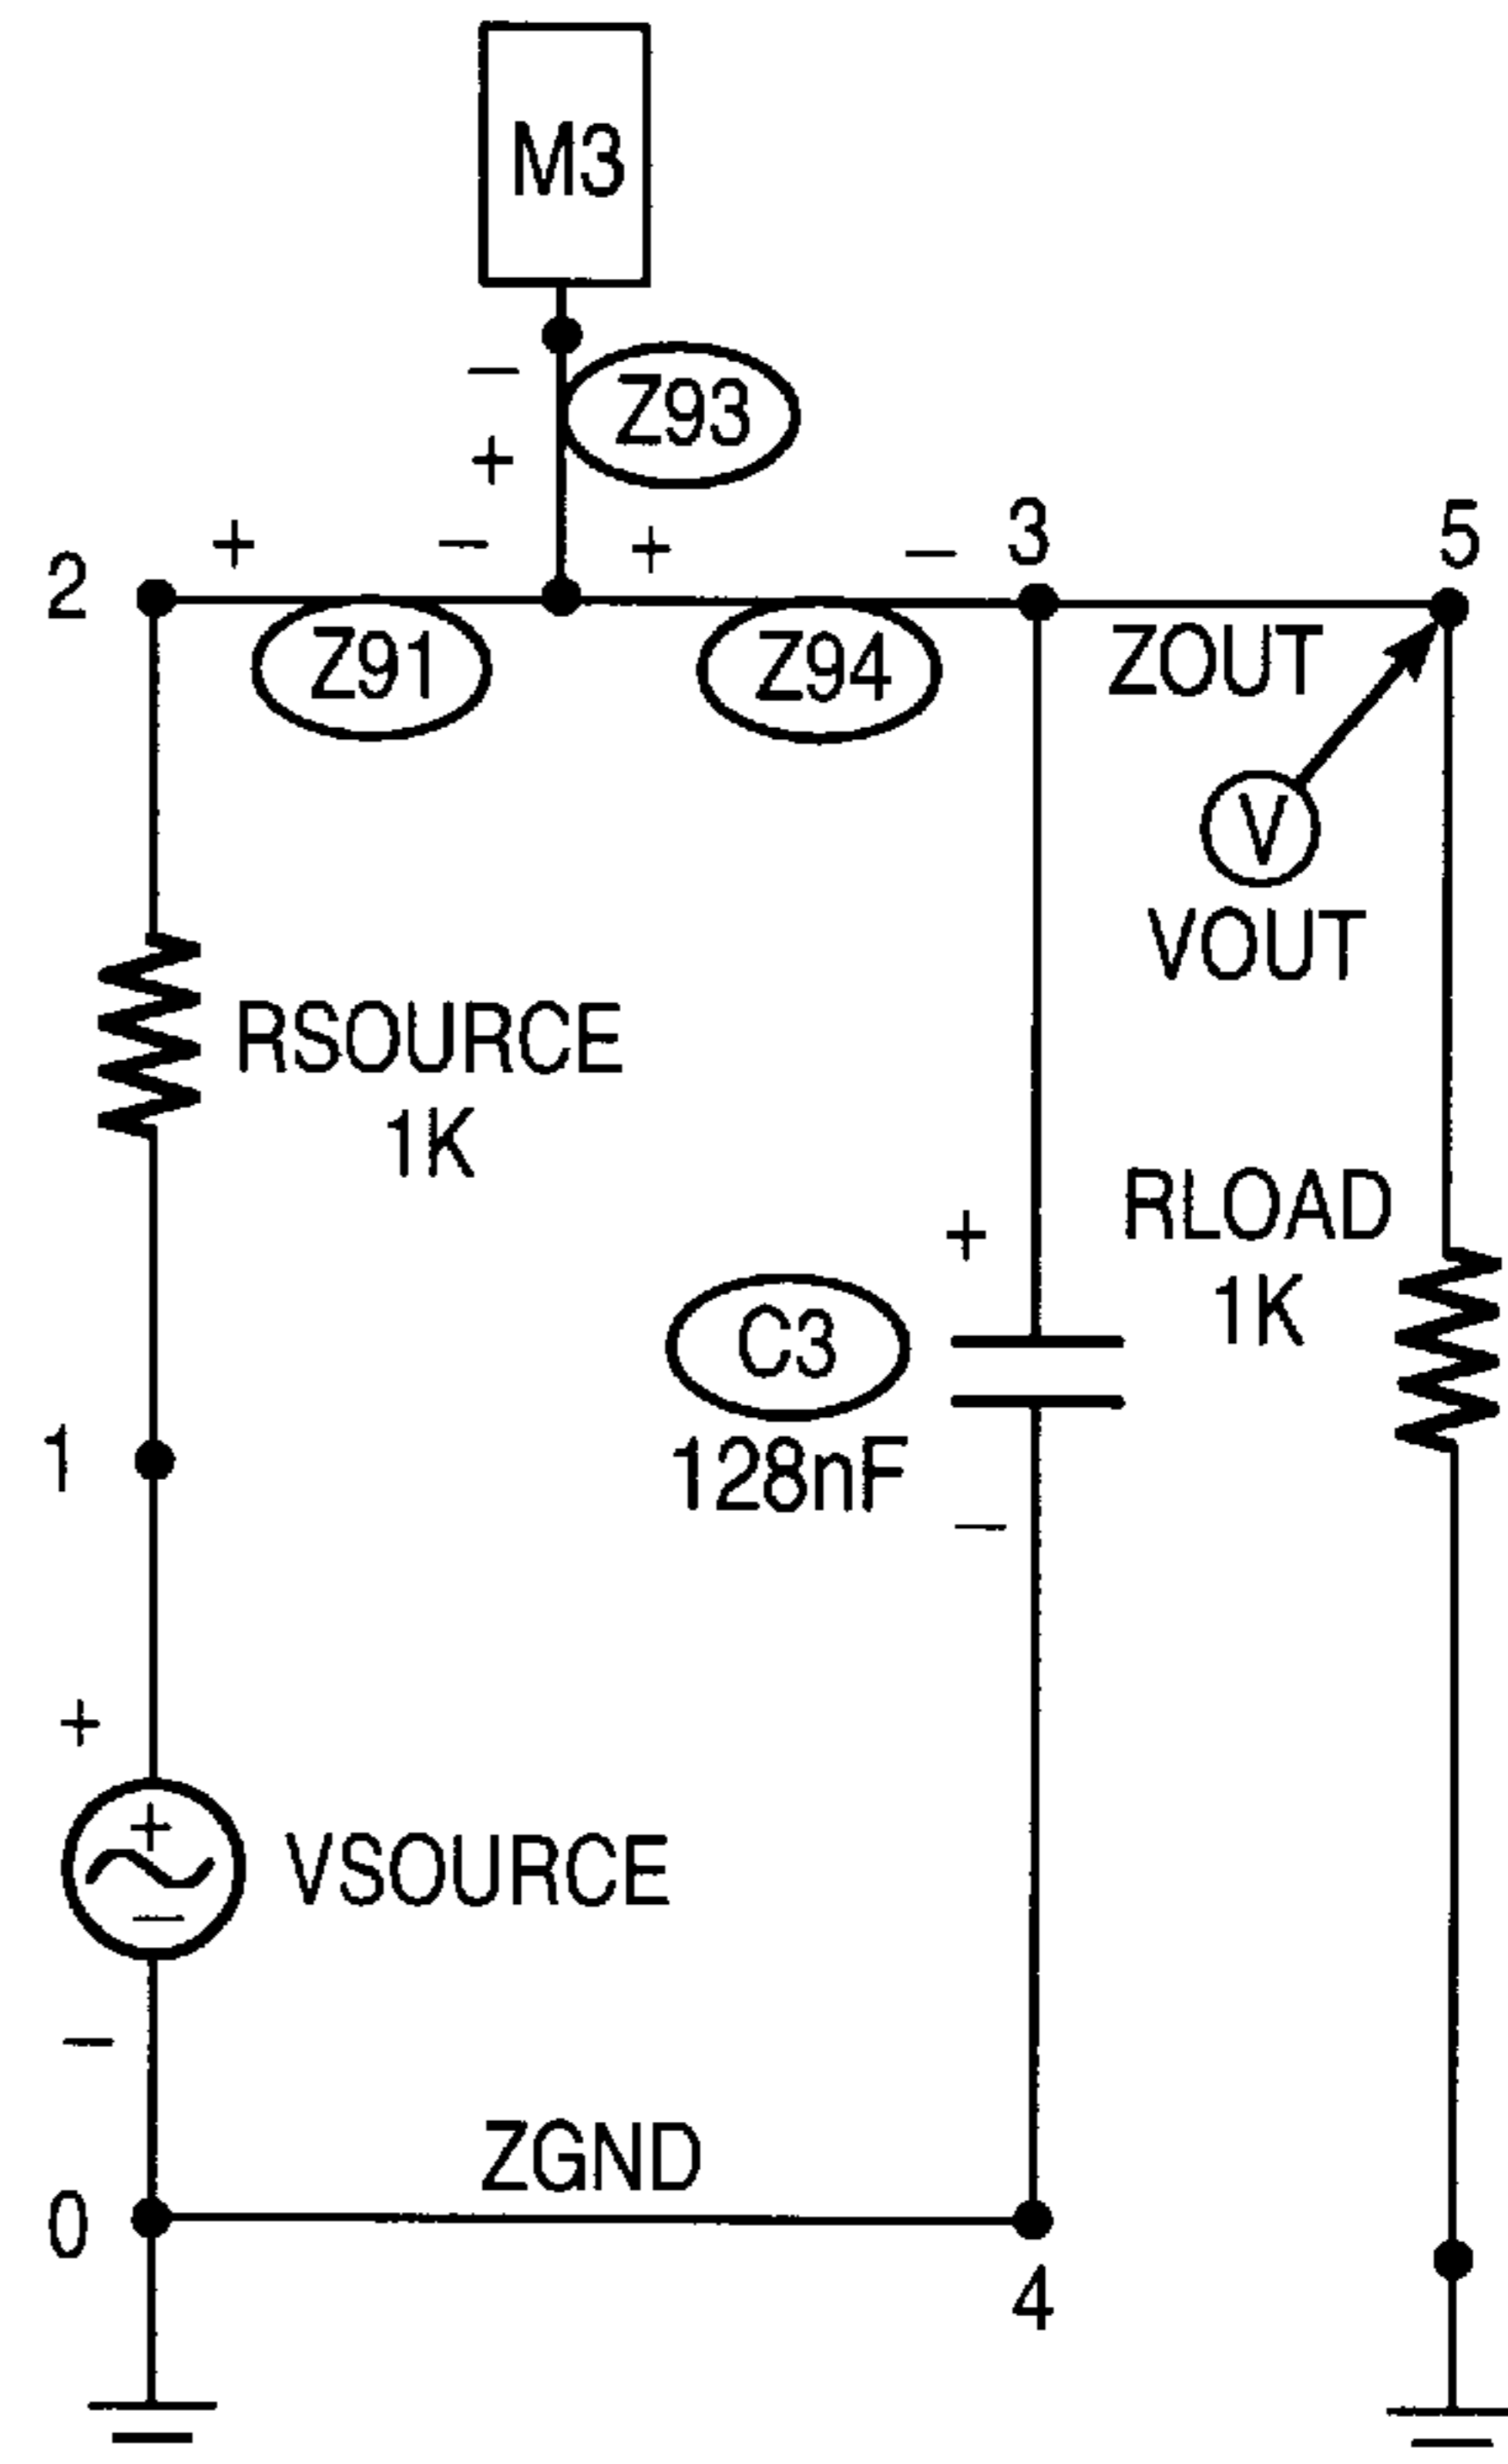 M3
−
Z93
+
+
−
+
−
3
5
2
Z91
Z94
ZOUT
V
VOUT
RSOURCE
1K
RLOAD
1K
+
C3
128nF
−
1
+
+
VSOURCE
−
−
ZGND
0
4